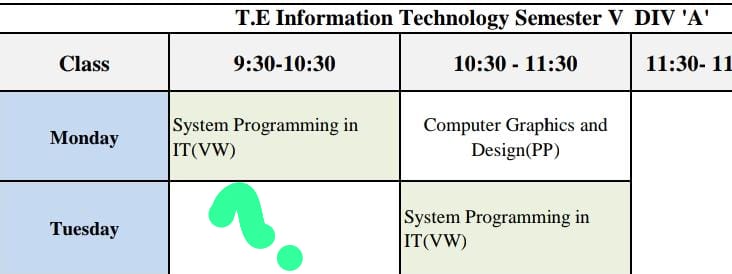 T.E Information Technology Semester V DIV 'A'
Class 9:30-10:30 10:30 - 11:30 11:30- 11
Monday
System Programming in
IT(VW)
Computer Graphics and
Design(PP)
Tuesday
System Programming in
IT(VW)